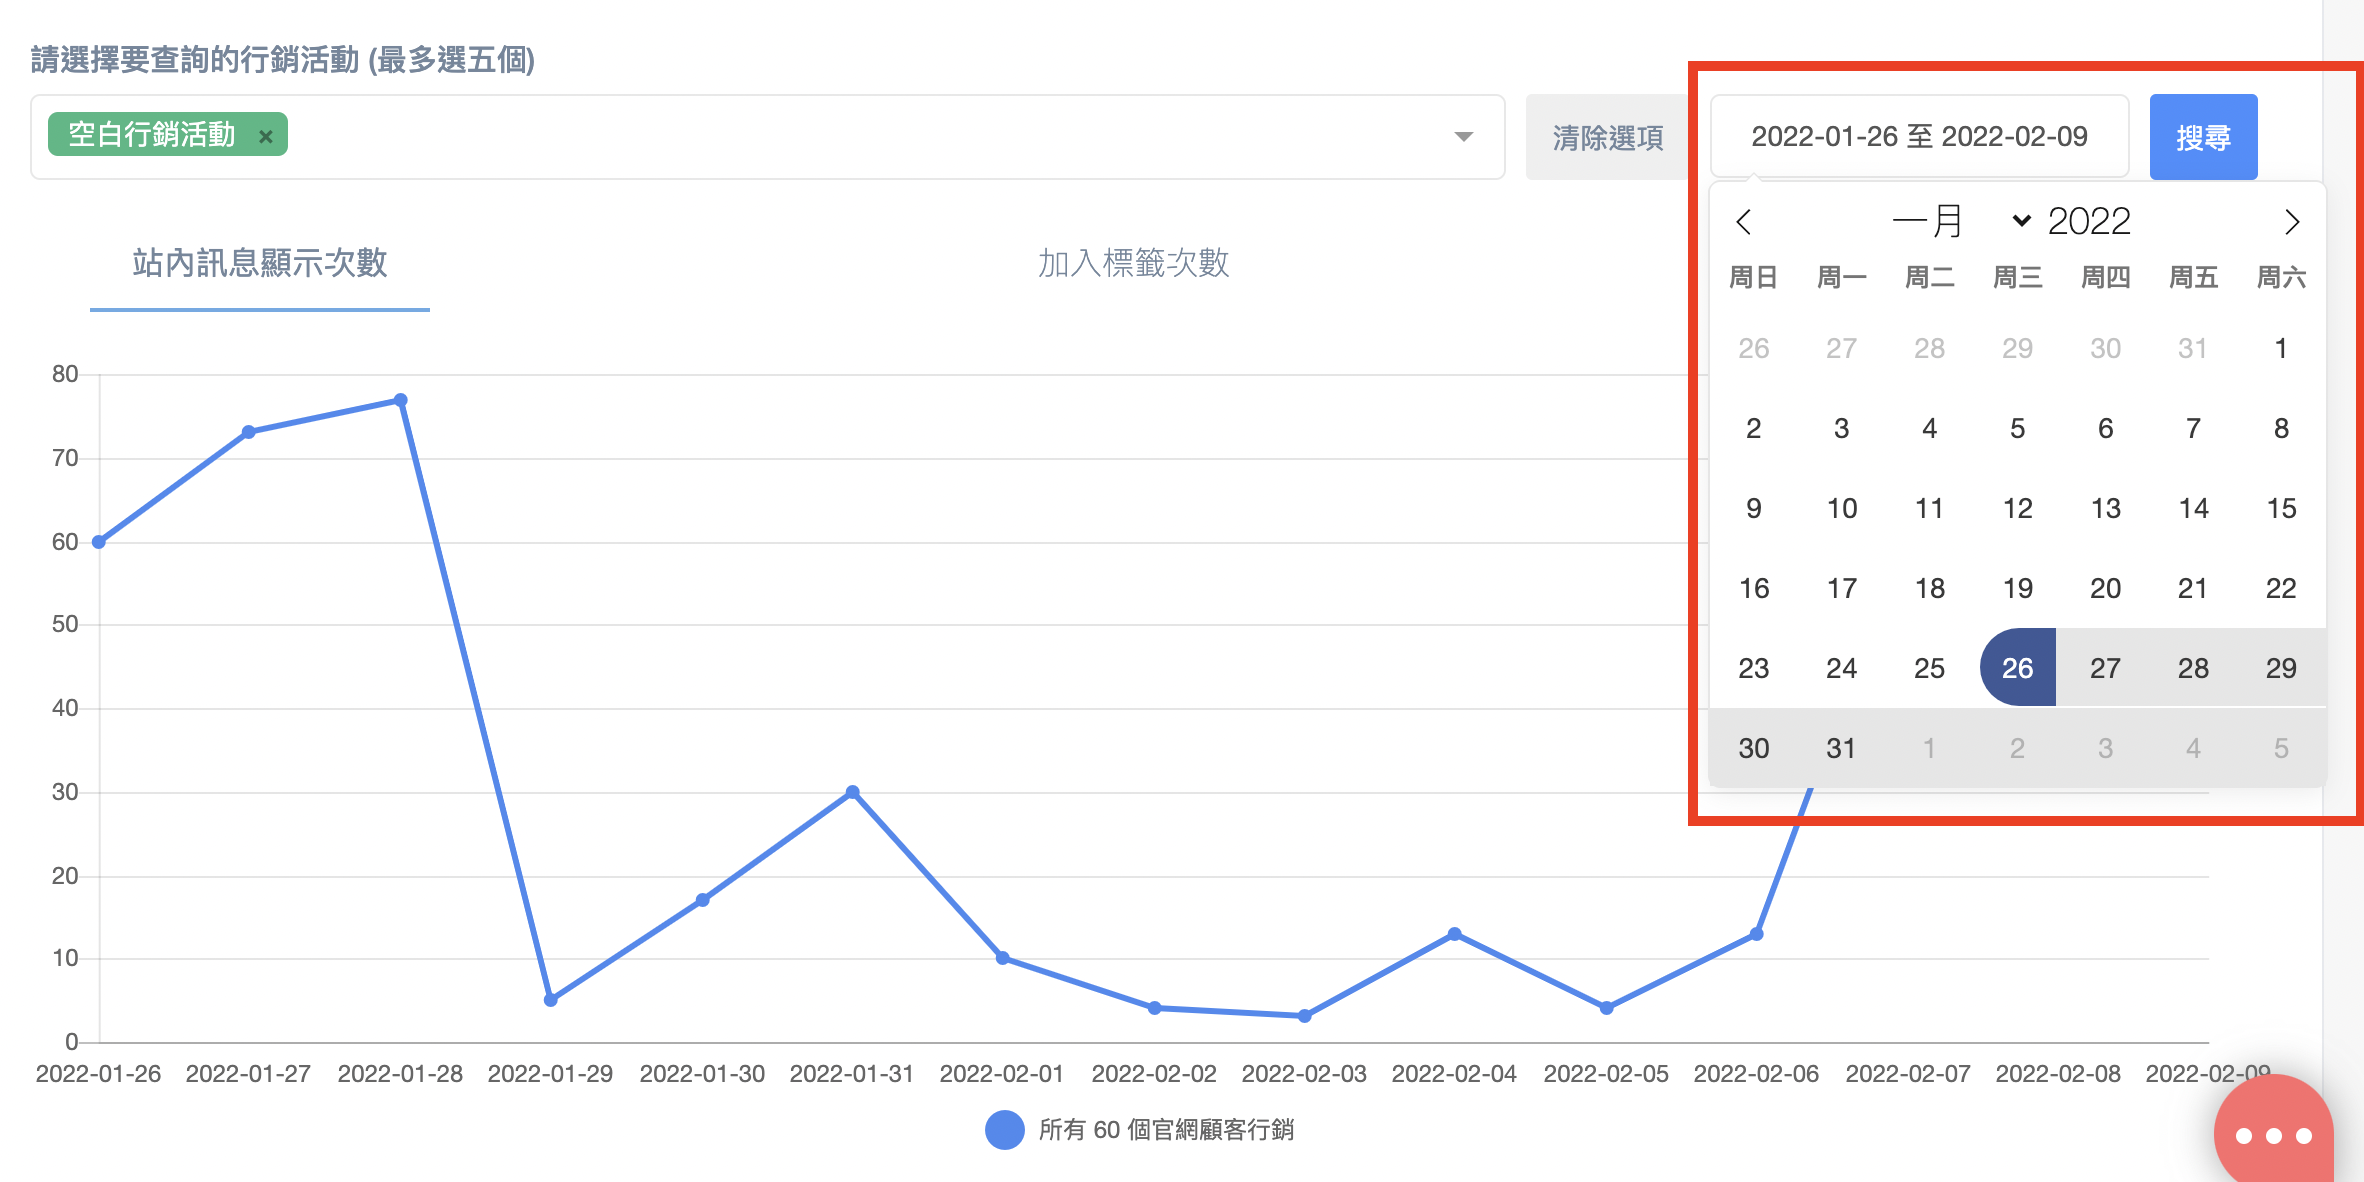 請選擇要查詢的行銷活動 (最多選五個)
空白行銷活動 ×
清除選項
2022-01-26 至 2022-02-09
搜尋
一月 2022
周日 周一 周二 周三 周四 周五 周六
26 27 28 29 30 31 1
2 3 4 5 6 7 8
9 10 11 12 13 14 15
16 17 18 19 20 21 22
23 24 25 26 27 28 29
30 31 1 2 3 4 5
站內訊息顯示次數
加入標籤次數
80
70
60
50
40
30
20
10
0
2022-01-26 2022-01-27 2022-01-28 2022-01-29 2022-01-30 2022-01-31 2022-02-01 2022-02-02 2022-02-03 2022-02-04 2022-02-05 2022-02-06 2022-02-07 2022-02-08 2022-02-09
所有 60 個官網顧客行銷